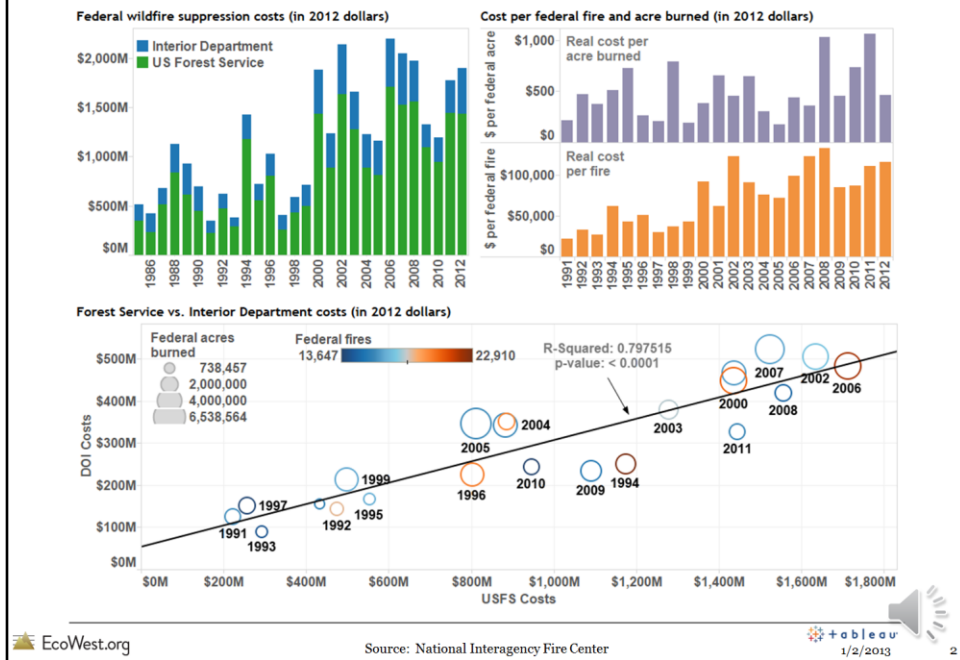 Federal wildfire suppression costs (in 2012 dollars)
Interior Department
US Forest Service
$2,000M
$1,500M
$1,000M
$500M
$0M
1986
1988
1990
1992
1994
1996
1998
2000
2002
2004
2006
2008
2010
2012
Cost per federal fire and acre burned (in 2012 dollars)
$ per federal acre
$1,000
$500
$0
Real cost per
acre burned
$ per federal fire
$100,000
$50,000
$0
Real cost
per fire
1991
1992
1993
1994
1995
1996
1997
1998
1999
2000
2001
2002
2003
2004
2005
2006
2007
2008
2009
2010
2011
2012
Forest Service vs. Interior Department costs (in 2012 dollars)
Federal acres
burned
738,457
2,000,000
4,000,000
6,538,564
Federal fires
13,647
22,910
R-Squared: 0.797515
p-value: < 0.0001
DOI Costs
$500M
$400M
$300M
$200M
$100M
$0M
2007
2002
2006
2000
2008
2003
2011
2004
2005
1996
2010
2009
1994
1999
1997
1995
1992
1991
1993
$0M
$200M
$400M
$600M
$800M
$1,000M
$1,200M
$1,400M
$1,600M
$1,800M
USFS Costs
EcoWest.org
Source: National Interagency Fire Center
+ a b l e a u
1/2/2013
2